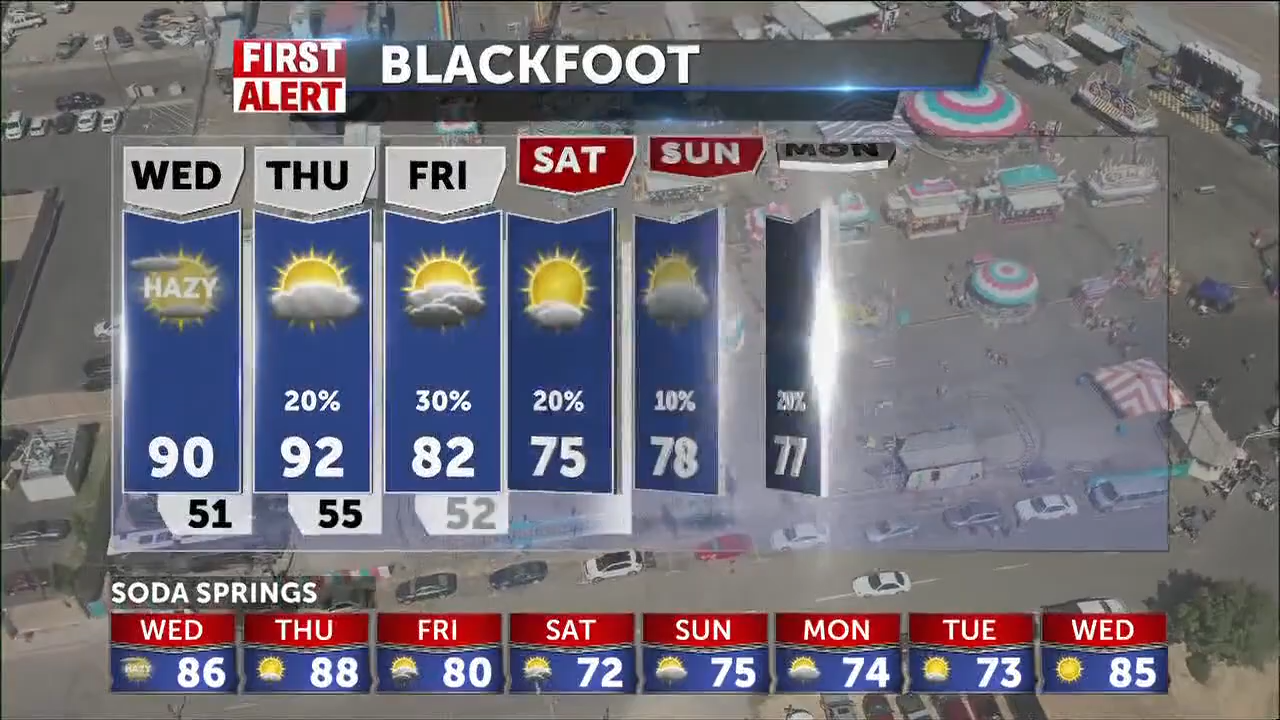 FIRST
ALERT
BLACKFOOT
WED THU FRI SAT SUN MON
HAZY
20% 30% 20% 10% 20%
90 92 82 75 78 77
51 55 52
SODA SPRINGS
WED THU FRI SAT SUN MON TUE WED
HAZY 86 88 80 72 75 74 73 85